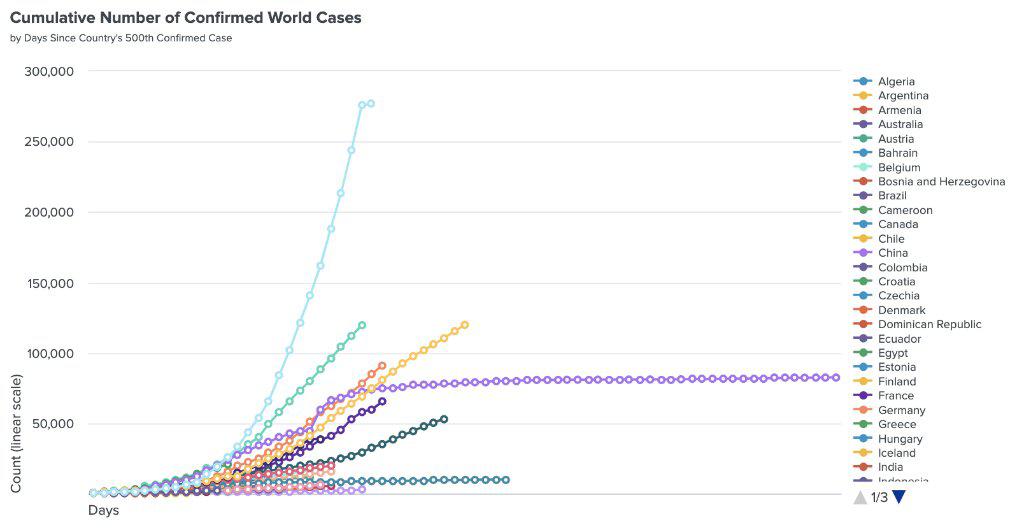 Cumulative Number of Confirmed World Cases
by Days Since Country's 500th Confirmed Case
300,000
250,000
200,000
150,000
100,000
50,000
Count (linear scale)
Days
Algeria
Argentina
Armenia
Australia
Austria
Bahrain
Belgium
Bosnia and Herzegovina
Brazil
Cameroon
Canada
Chile
China
Colombia
Croatia
Czechia
Denmark
Dominican Republic
Ecuador
Egypt
Estonia
Finland
France
Germany
Greece
Hungary
Iceland
India
Indonesia
1/3